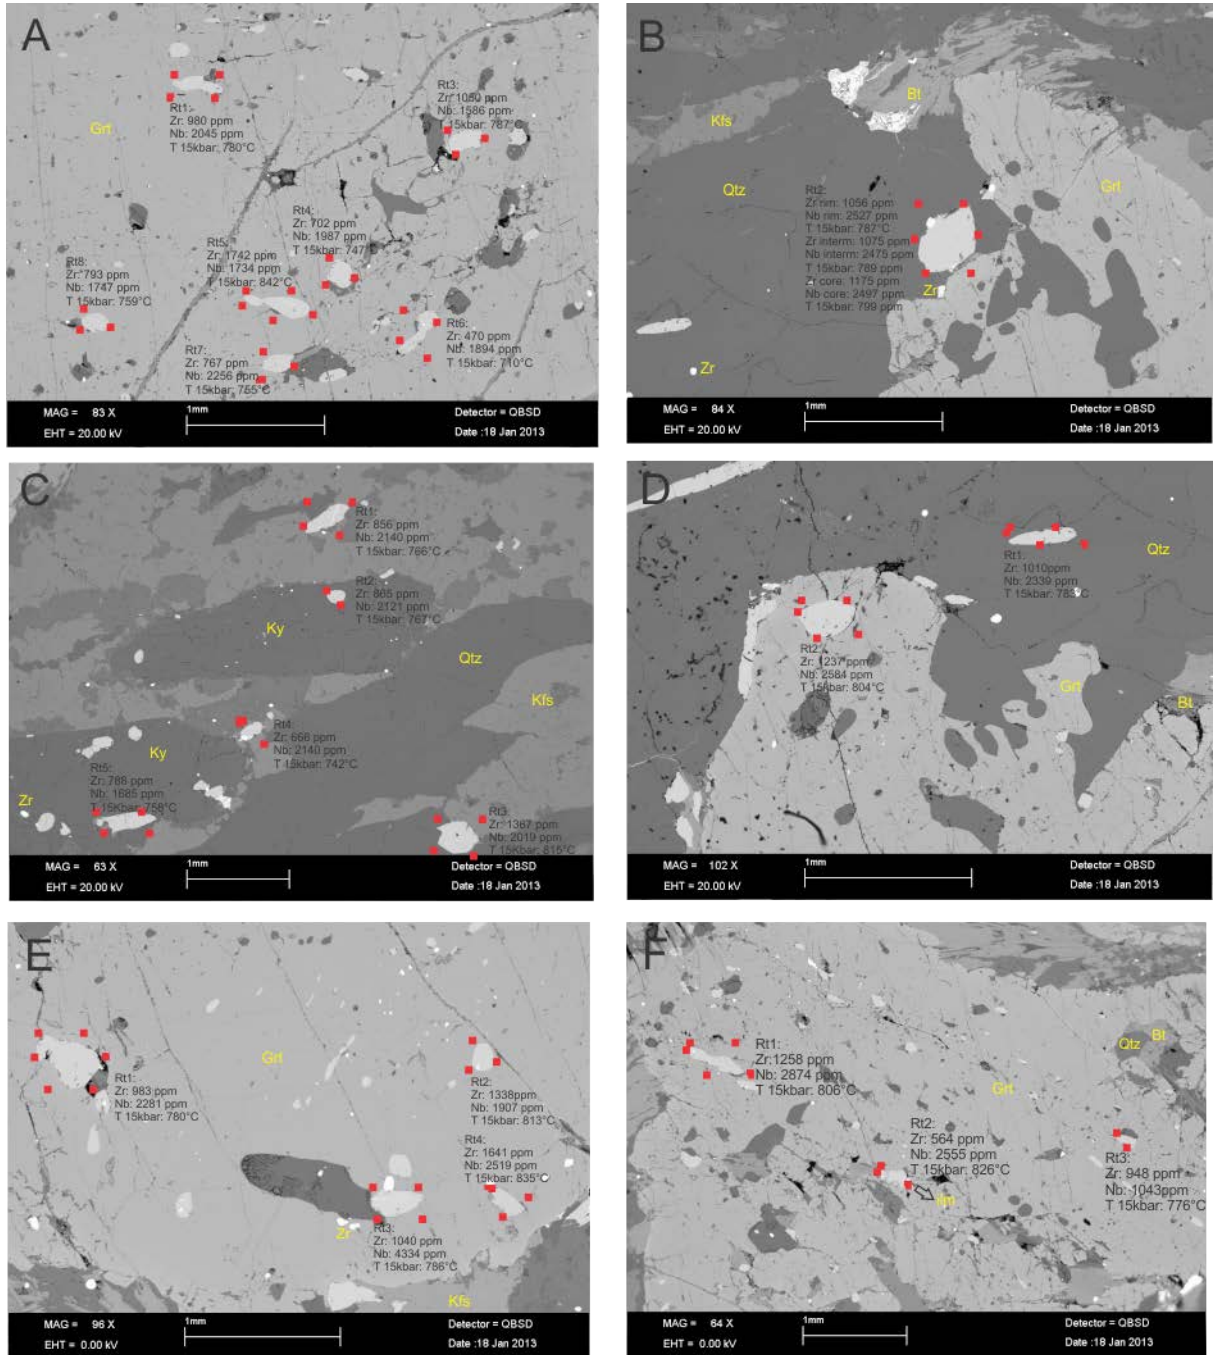 A
Grt
Rt1:
Zr: 980 ppm
Nb: 2045 ppm
T 15kbar: 780°C
Rt3:
Zr: 1050 ppm
Nb: 1586 ppm
T 15kbar: 787°C
Rt4:
Zr: 702 ppm
Nb: 1987 ppm
T 15kbar: 747°C
Rt5:
Zr: 1742 ppm
Nb: 1734 ppm
T 15kbar: 842°C
Rt8:
Zr: 793 ppm
Nb: 1747 ppm
T 15kbar: 759°C
Rt6:
Zr: 470 ppm
Nb: 1894 ppm
T 15kbar: 710°C
Rt7:
Zr: 767 ppm
Nb: 2256 ppm
T 15kbar: 755°C
MAG = 83 X
1mm
Detector = QBSD
EHT = 20.00 kV
Date :18 Jan 2013
B
Bt
Kfs
Qtz
Grt
Rt2:
Zr rim: 1056 ppm
Nb rim: 2527 ppm
T 15kbar: 787°C
Zr interm: 1075 ppm
Nb interm: 2475 ppm
T 15kbar: 789 ppm
Zr core: 1175 ppm
Nb core: 2497 ppm
T 15kbar: 799 ppm
Zr
Zr
MAG = 84 X
1mm
Detector = QBSD
EHT = 20.00 kV
Date :18 Jan 2013
C
Rt1:
Zr: 856 ppm
Nb: 2140 ppm
T 15kbar: 766°C
Rt2:
Zr: 865 ppm
Nb: 2121 ppm
T 15kbar: 767°C
Ky
Qtz
Kfs
Rt4:
Zr: 666 ppm
Nb: 2140 ppm
T 15kbar: 742°C
Ky
Rt5:
Zr: 788 ppm
Nb: 1685 ppm
T 15Kbar: 758°C
Zr
Rt3:
Zr: 1367 ppm
Nb: 2019 ppm
T 15Kbar: 815°C
MAG = 63 X
1mm
Detector = QBSD
EHT = 20.00 kV
Date :18 Jan 2013
D
Rt1:
Zr: 1010ppm
Nb: 2339 ppm
T 15kbar: 783°C
Qtz
Rt2:
Zr: 1237 ppm
Nb: 2584 ppm
T 15kbar: 804°C
Grt
Bt
MAG = 102 X
1mm
Detector = QBSD
EHT = 20.00 kV
Date :18 Jan 2013
E
Grt
Rt1:
Zr: 983 ppm
Nb: 2281 ppm
T 15kbar: 780°C
Rt2:
Zr: 1338ppm
Nb: 1907 ppm
T 15kbar: 813°C
Rt4:
Zr: 1641 ppm
Nb: 2519 ppm
T 15kbar: 835°C
Zr
Rt3:
Zr: 1040 ppm
Nb: 4334 ppm
T 15kbar: 786°C
Kfs
MAG = 96 X
1mm
Detector = QBSD
EHT = 0.00 kV
Date :18 Jan 2013
F
Rt1:
Zr:1258 ppm
Nb: 2874 ppm
T 15kbar: 806°C
Qtz
Bt
Grt
Rt2:
Zr: 564 ppm
Nb: 2555 ppm
T 15kbar: 826°C
ilm
Rt3:
Zr: 948 ppm
Nb: 1043ppm
T 15kbar: 776°C
MAG = 64 X
1mm
Detector = QBSD
EHT = 0.00 kV
Date :18 Jan 2013